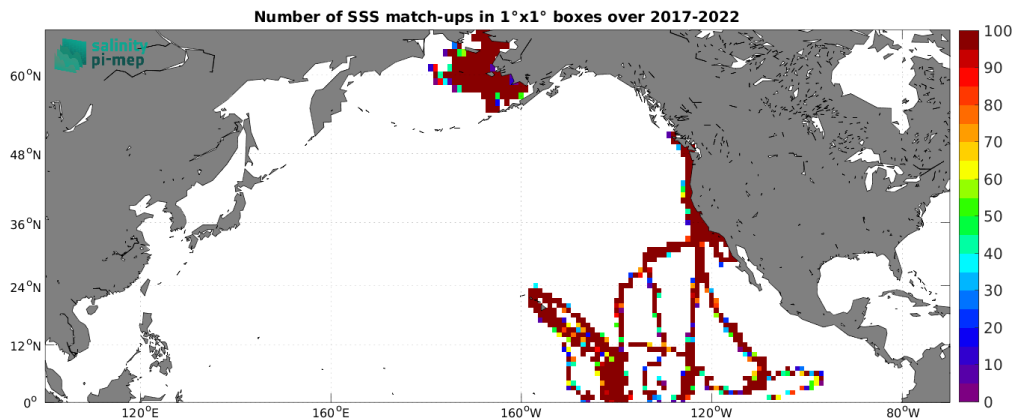 Number of SSS match-ups in 1°x1° boxes over 2017-2022
salinity
pi-mep
60°N
48°N
36°N
24°N
12°N
0°
120°E
160°E
160°W
120°W
80°W
100
90
80
70
60
50
40
30
20
10
0